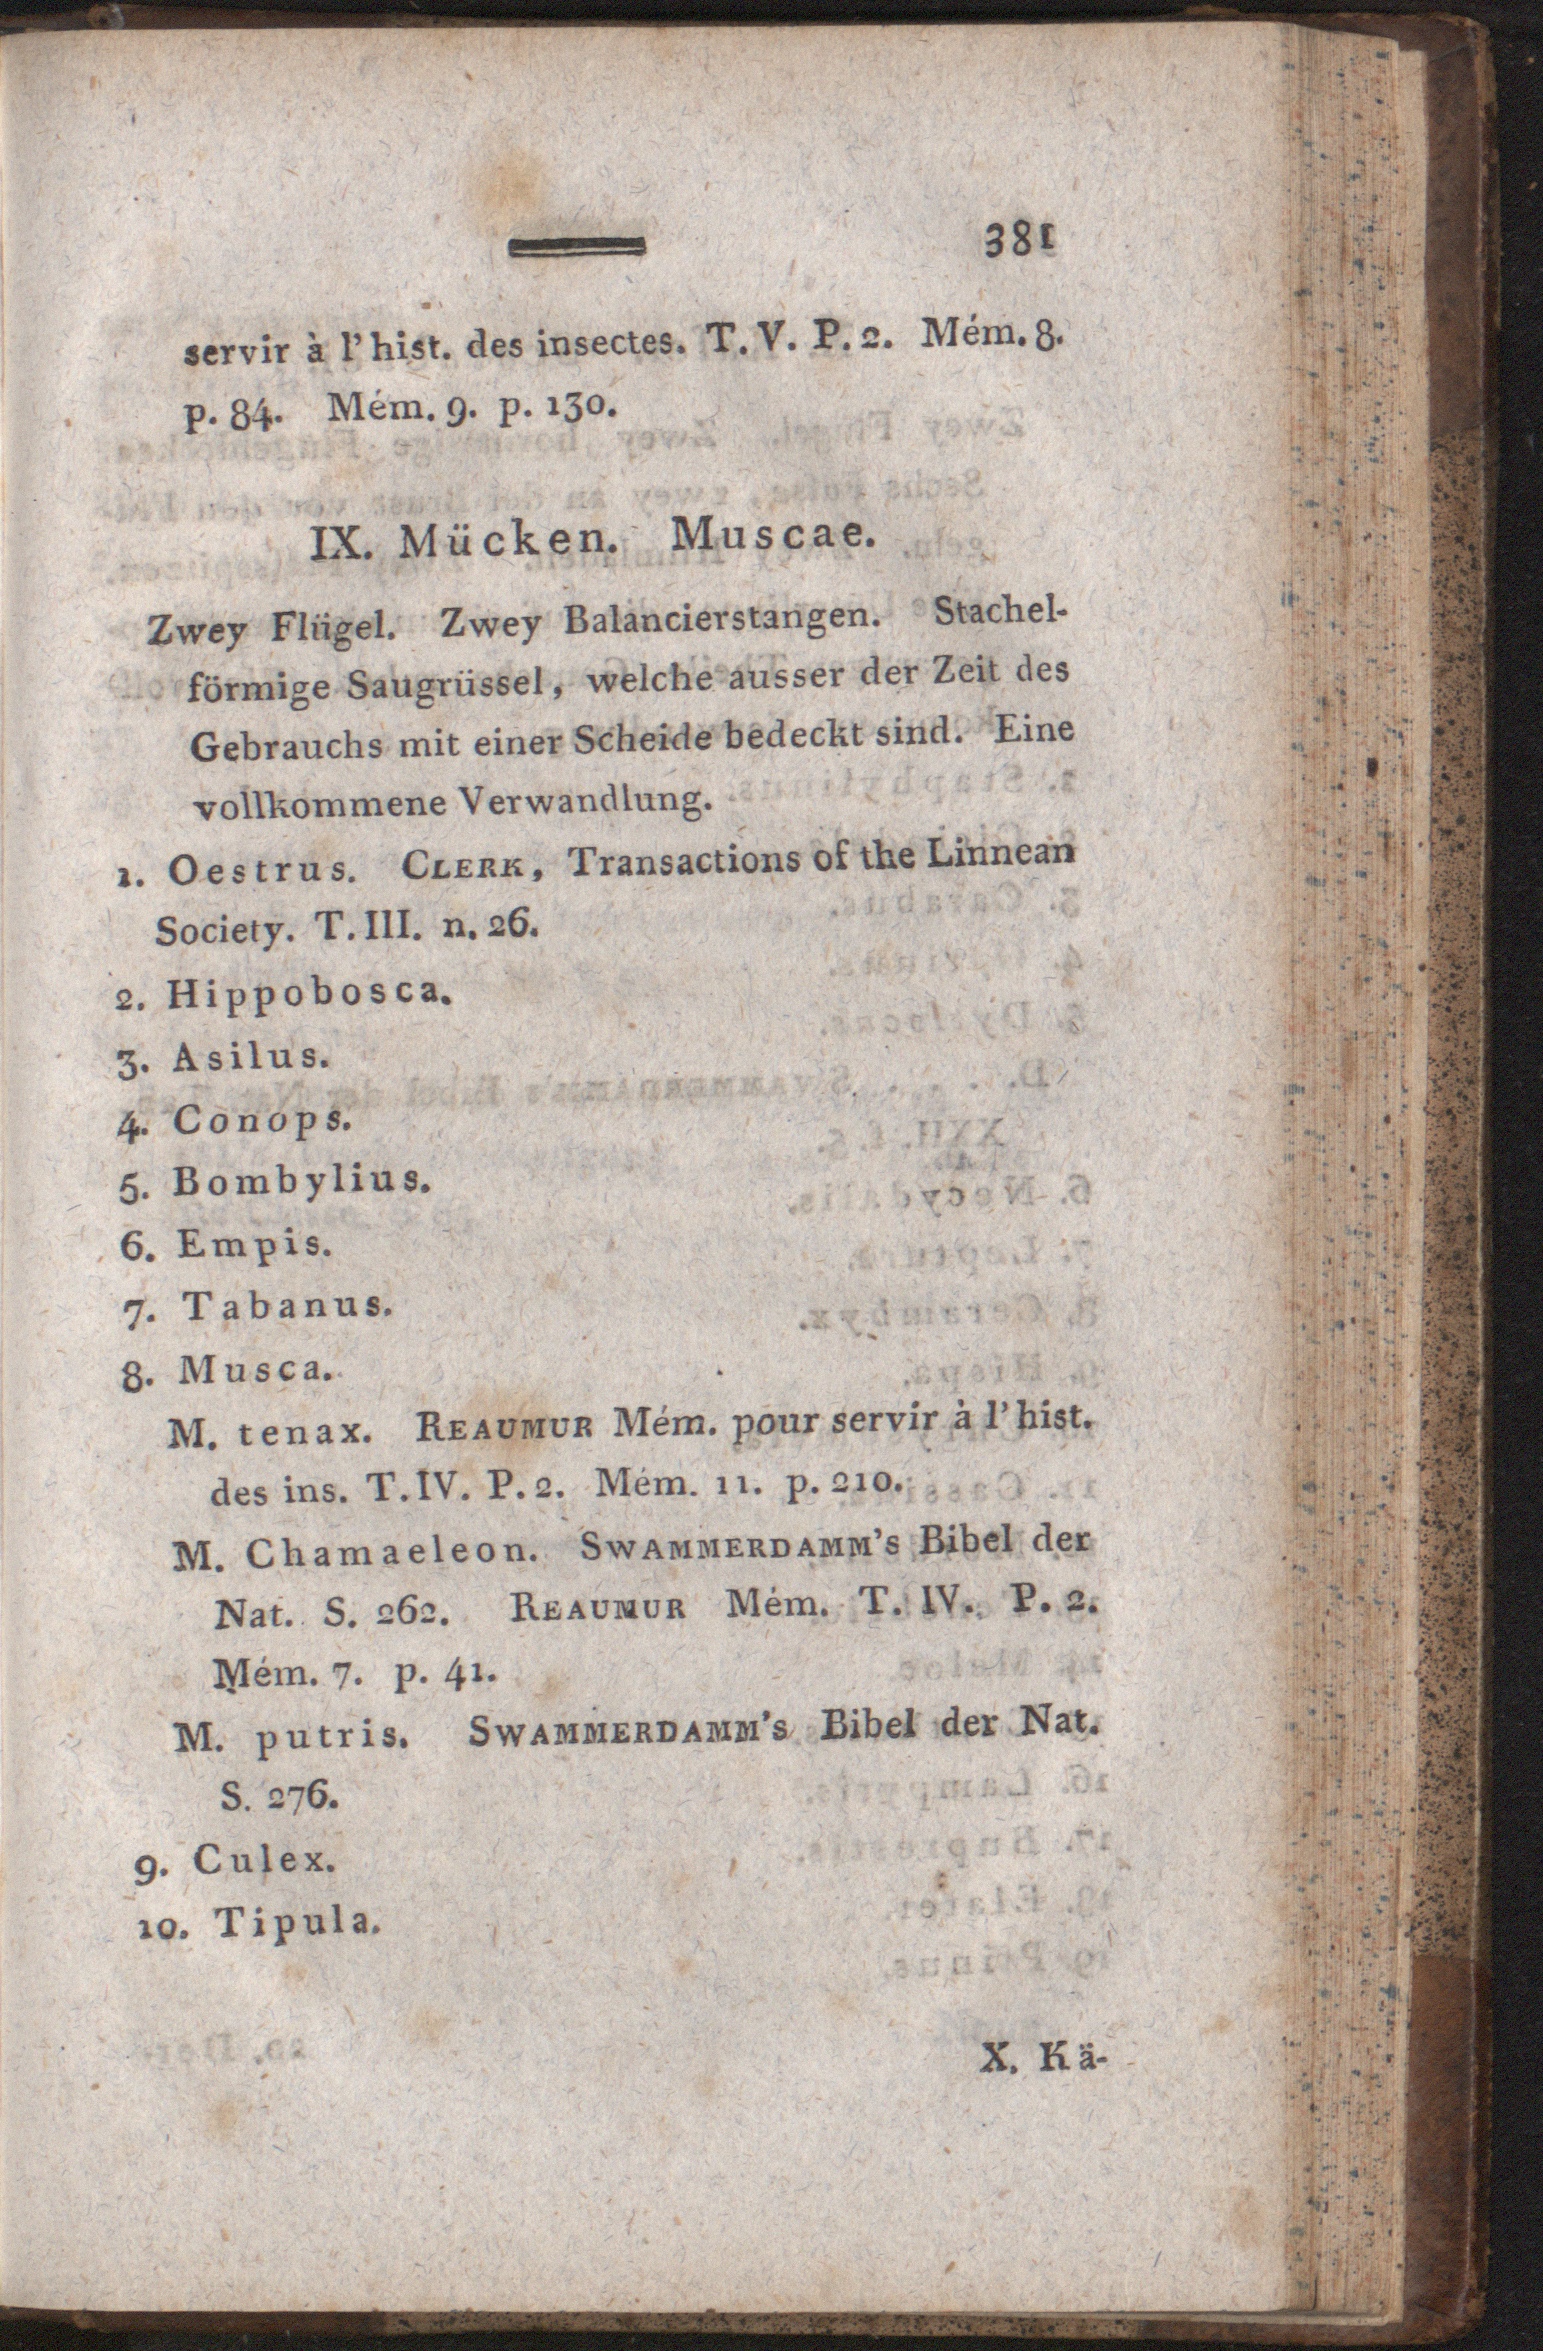 381
servir à l'hist. des insectes. T. V. P. 2. Mém. 8.
p. 84. Mém. 9. p. 130.
IX. Mücken. Muscae.
Zwey Flügel. Zwey Balancierstangen. Stachel-
förmige Saugrüssel, welche ausser der Zeit des
Gebrauchs mit einer Scheide bedeckt sind. Eine
vollkommene Verwandlung.
1. Oestrus. CLERK, Transactions of the Linnean
Society. T. III. n. 26.
2. Hippobosca.
3. Asilus.
4. Conops.
5. Bombylius.
6. Empis.
7. Tabanus.
8. Musca.
M. tenax. REAUMUR Mém. pour servir à l'hist.
des ins. T. IV. P. 2. Mém. 11. p. 210.
M. Chamaeleon. SWAMMERDAMM'S Bibel der
Nat. S. 262. REAUMUR Mém. T. IV. P. 2.
Mém. 7. p. 41.
M. putris. SWAMMERDAMM'S Bibel der Nat.
S. 276.
9. Culex.
10. Tipula.
X. Kä-